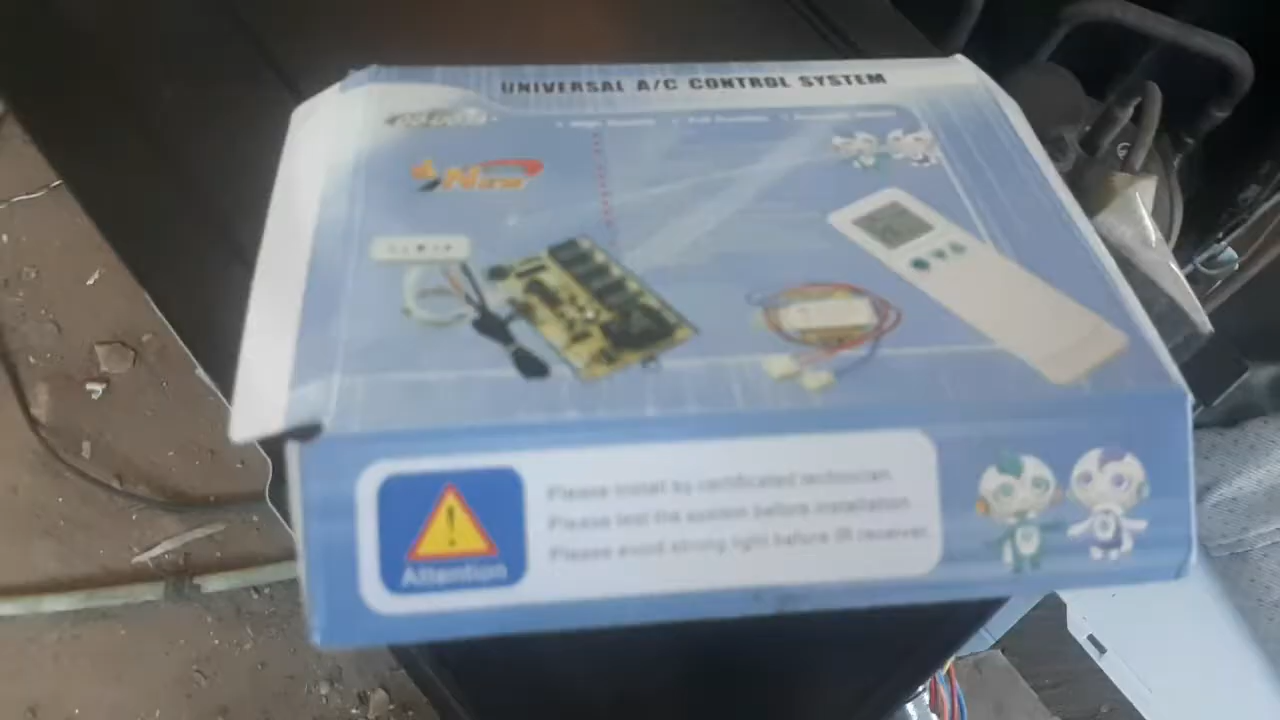 UNIVERSAL A/C CONTROL SYSTEM
New
Please install by certificated technician
Please test the system before installation
Please avoid strong light before IR receiver.
Attention